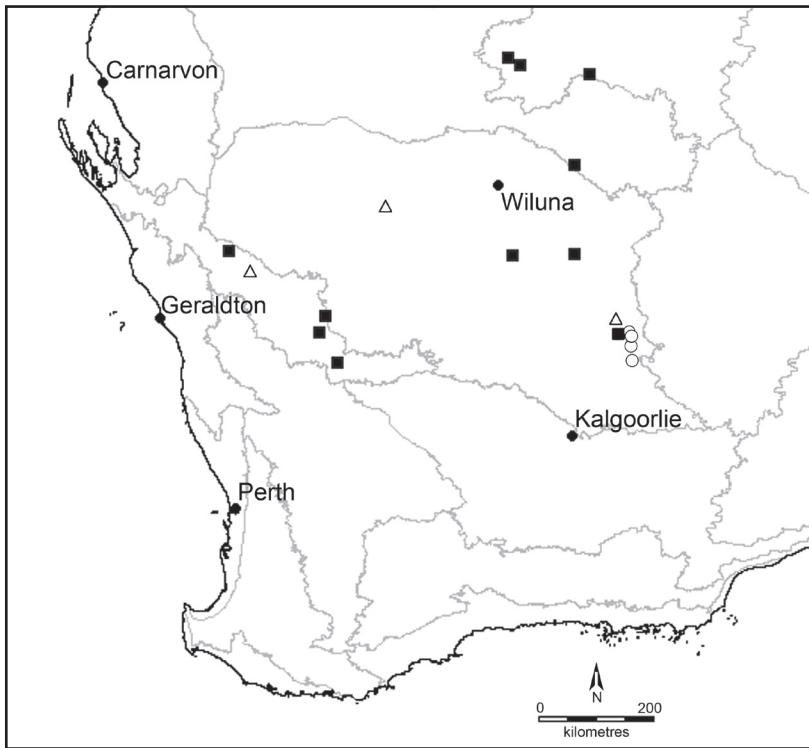 Carnarvon
Wiluna
Geraldton
Kalgoorlie
Perth
N
0 200
kilometres